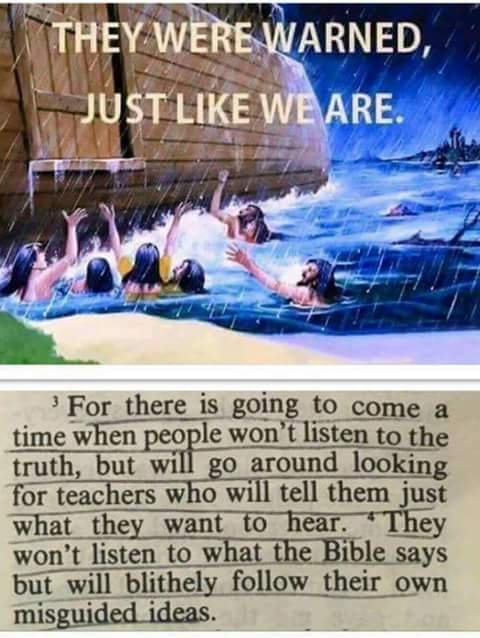 THEY WERE WARNED,
JUST LIKE WE ARE.
³ For there is going to come a
time when people won't listen to the
truth, but will go around looking
for teachers who will tell them just
what they want to hear. ⁴ They
won't listen to what the Bible says
but will blithely follow their own
misguided ideas.